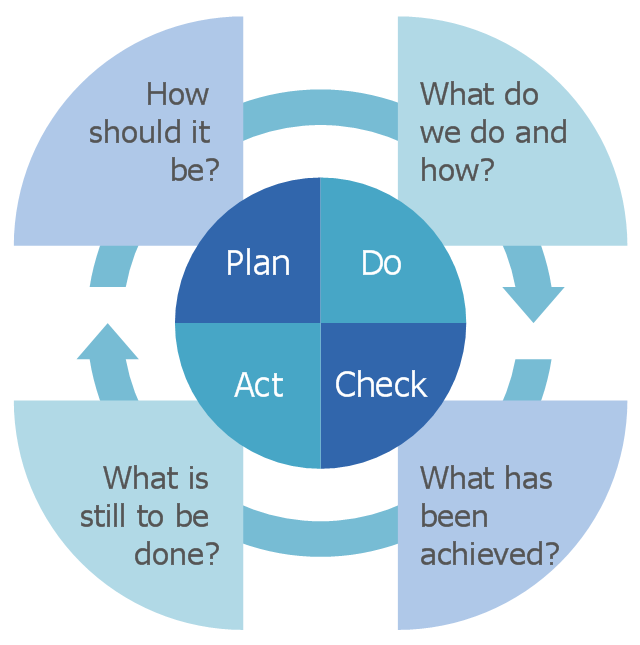 How
should it
be?
What do
we do and
how?
Plan
Do
Act
Check
What is
still to be
done?
What has
been
achieved?